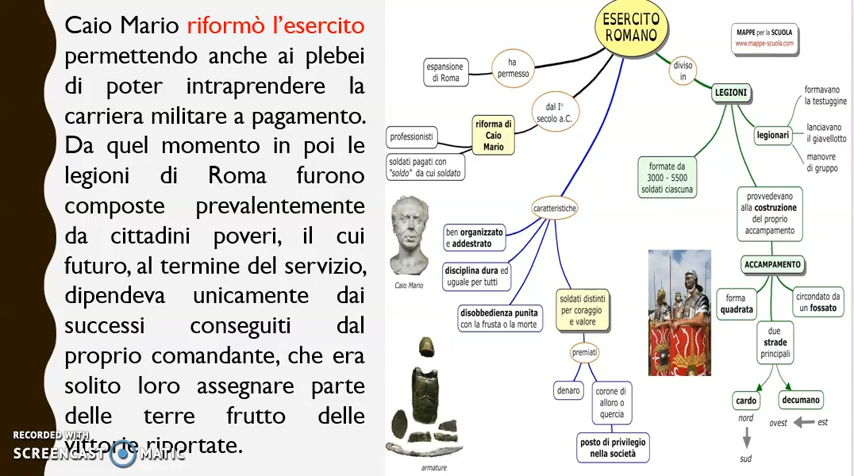 Caio Mario riformò l'esercito
permettendo anche ai plebei
di poter intraprendere la
carriera militare a pagamento.
Da quel momento in poi le
legioni di Roma furono
composte prevalentemente
da cittadini poveri, il cui
futuro, al termine del servizio,
dipendeva unicamente dai
successi conseguiti dal
proprio comandante, che era
solito loro assegnare parte
delle terre frutto delle
vittorie riportate.
RECORDED WITH
SCREENCAST MATIC
ESERCITO
ROMANO
MAPPE per la SCUOLA
www.mappe-scuola.com
ha
permesso
espansione
di Roma
dal I°
secolo a.C.
riforma di
Caio
Mario
professionisti
soldati pagati con
"soldo" da cui soldato
Caio Mario
caratteristiche
ben organizzato
e addestrato
disciplina dura ed
uguale per tutti
disobbedienza punita
con la frusta o la morte
soldati distinti
per coraggio
e valore
premiati
denaro
corone di
alloro o
quercia
posto di privilegio
nella società
armature
diviso
in
LEGIONI
formate da
3000 - 5500
soldati ciascuna
legionari
formavano
la testuggine
lanciavano
il giavellotto
manovre
di gruppo
provvedevano
alla costruzione
del proprio
accampamento
ACCAMPAMENTO
forma
quadrata
circondato da
un fossato
due
strade
principali
cardo
decumano
nord
sud
ovest
est